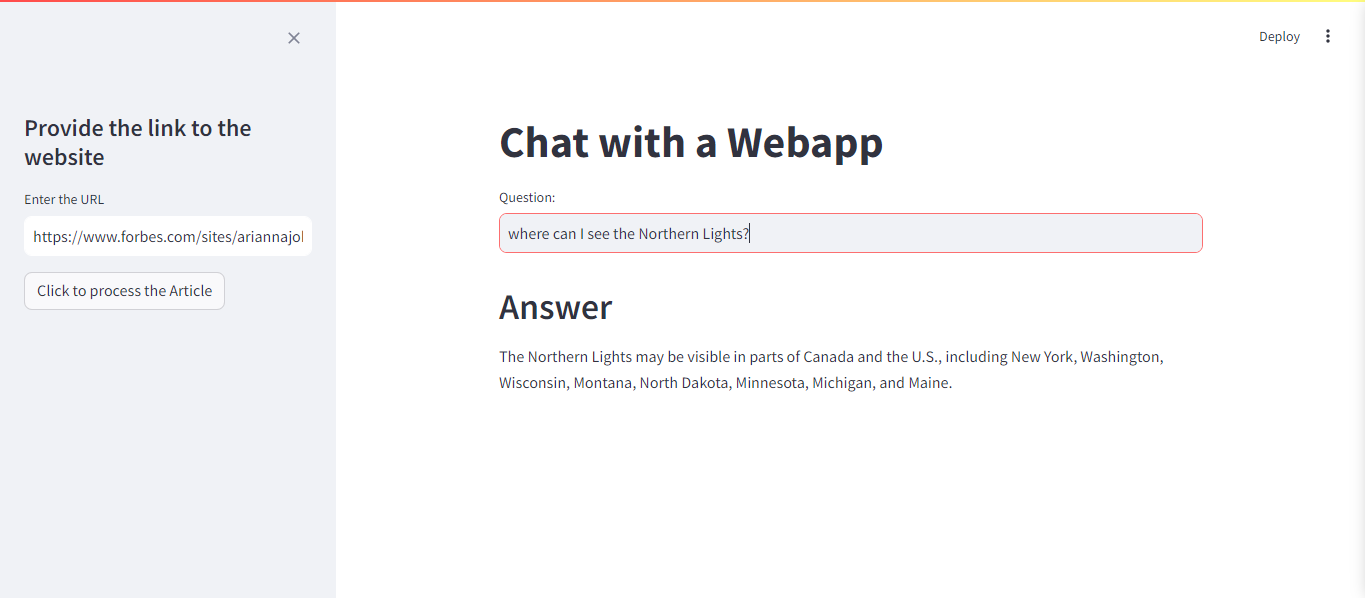 Deploy
Provide the link to the
website
Enter the URL
https://www.forbes.com/sites/ariannajo
Click to process the Article
Chat with a Webapp
Question:
where can I see the Northern Lights?
Answer
The Northern Lights may be visible in parts of Canada and the U.S., including New York, Washington,
Wisconsin, Montana, North Dakota, Minnesota, Michigan, and Maine.